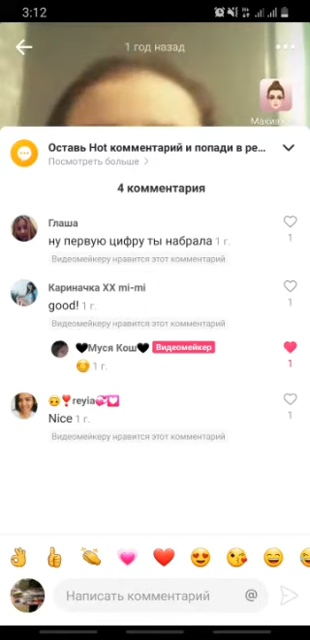 3:12
1 год назад
Оставь Hot комментарий и попади в ре...
Посмотреть больше >
4 комментария
Глаша
ну первую цифру ты набрала 1 г.
1
Видеомейкеру нравится этот комментарий
Кариначка XX mi-mi
good! 1 г.
1
Видеомейкеру нравится этот комментарий
🖤Муся Кош🖤 Видеомейкер
1 г.
1
reyia
Nice 1 г.
1
Видеомейкеру нравится этот комментарий
Написать комментарий @